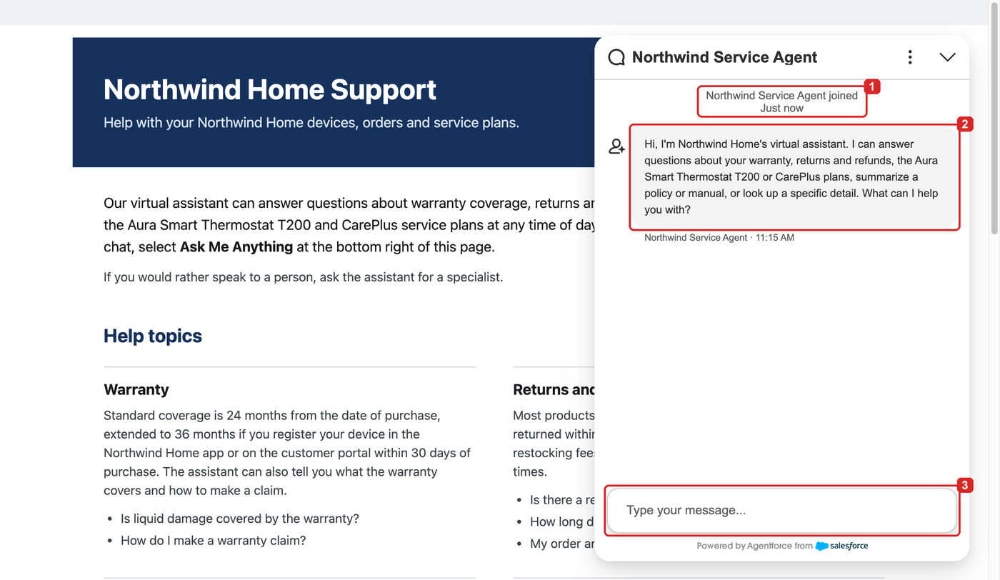 Northwind Home Support
Help with your Northwind Home devices, orders and service plans.
Our virtual assistant can answer questions about warranty coverage, returns
the Aura Smart Thermostat T200 and CarePlus service plans at any time of
chat, select Ask Me Anything at the bottom right of this page.
If you would rather speak to a person, ask the assistant for a specialist.
Help topics
Warranty
Standard coverage is 24 months from the date of purchase,
extended to 36 months if you register your device in the
Northwind Home app or on the customer portal within 30 days of
purchase. The assistant can also tell you what the warranty
covers and how to make a claim.
• Is liquid damage covered by the warranty?
• How do I make a warranty claim?
Returns
Most products
returned
restocking
times.
• Is there a
• How long
• My order
Northwind Service Agent
1
Northwind Service Agent joined
Just now
2
Hi, I'm Northwind Home's virtual assistant. I can answer
questions about your warranty, returns and refunds, the Aura
Smart Thermostat T200 or CarePlus plans, summarize a
policy or manual, or look up a specific detail. What can I help
you with?
Northwind Service Agent · 11:15 AM
3
Type your message...
Powered by Agentforce from salesforce